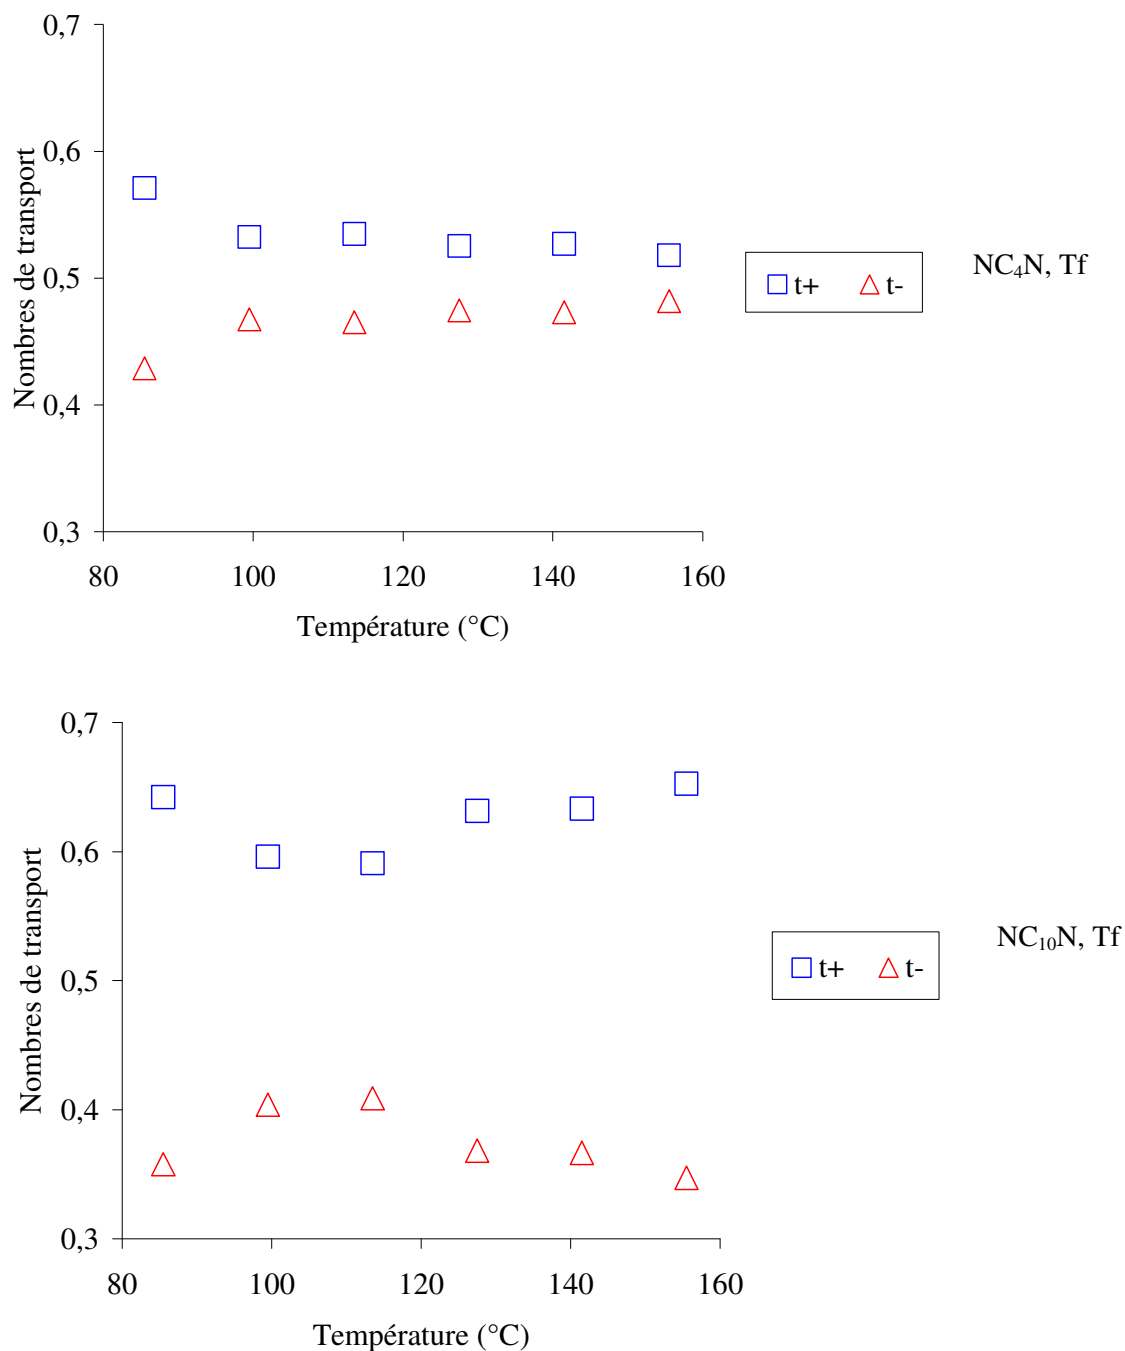 0,7
0,6
0,5
0,4
0,3
Nombres de transport
80 100 120 140 160
Température (°C)
t+ t-
NC₄N, Tf
0,7
0,6
0,5
0,4
0,3
Nombres de transport
80 100 120 140 160
Température (°C)
t+ t-
NC₁₀N, Tf